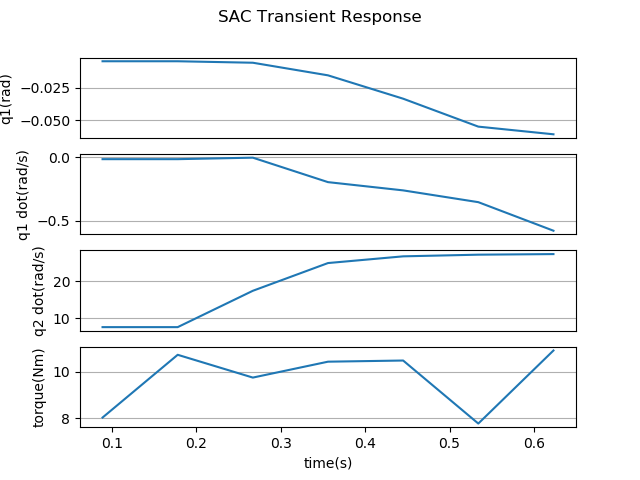 SAC Transient Response
q1(rad)
−0.025
−0.050
q1 dot(rad/s)
0.0
−0.5
q2 dot(rad/s)
20
10
torque(Nm)
10
8
0.1 0.2 0.3 0.4 0.5 0.6
time(s)